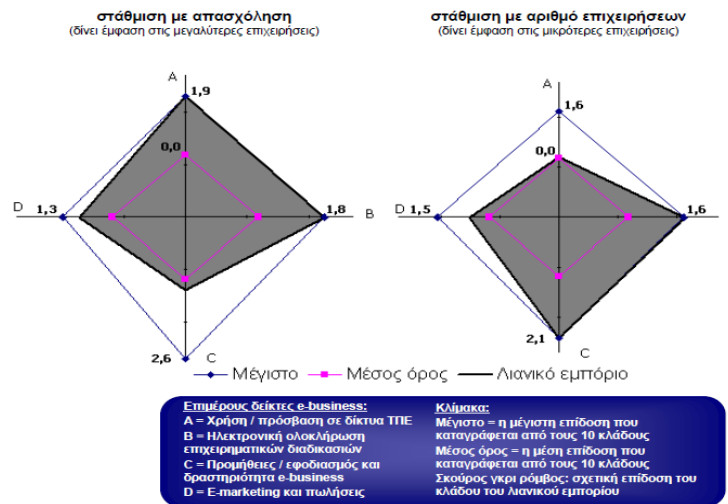 στάθμιση με απασχόληση
(δίνει έμφαση στις μεγαλύτερες επιχειρήσεις)
A
1,9
0,0
D
1,3
1,8
B
2,6
C
στάθμιση με αριθμό επιχειρήσεων
(δίνει έμφαση στις μικρότερες επιχειρήσεις)
A
1,6
0,0
D
1,5
1,6
B
2,1
C
Μέγιστο
Μέσος όρος
Λιανικό εμπόριο
Επιμέρους δείκτες e-business:
A = Χρήση / πρόσβαση σε δίκτυα ΤΠΕ
B = Ηλεκτρονική ολοκλήρωση
επιχειρηματικών διαδικασιών
C = Προμήθειες / εφοδιασμός και
δραστηριότητα e-business
D = E-marketing και πωλήσεις
Κλίμακα:
Μέγιστο = η μέγιστη επίδοση που
καταγράφεται από τους 10 κλάδους
Μέσος όρος = η μέση επίδοση που
καταγράφεται από τους 10 κλάδους
Σκούρος γκρι ρόμβος: σχετική επίδοση του
κλάδου του λιανικού εμπορίου